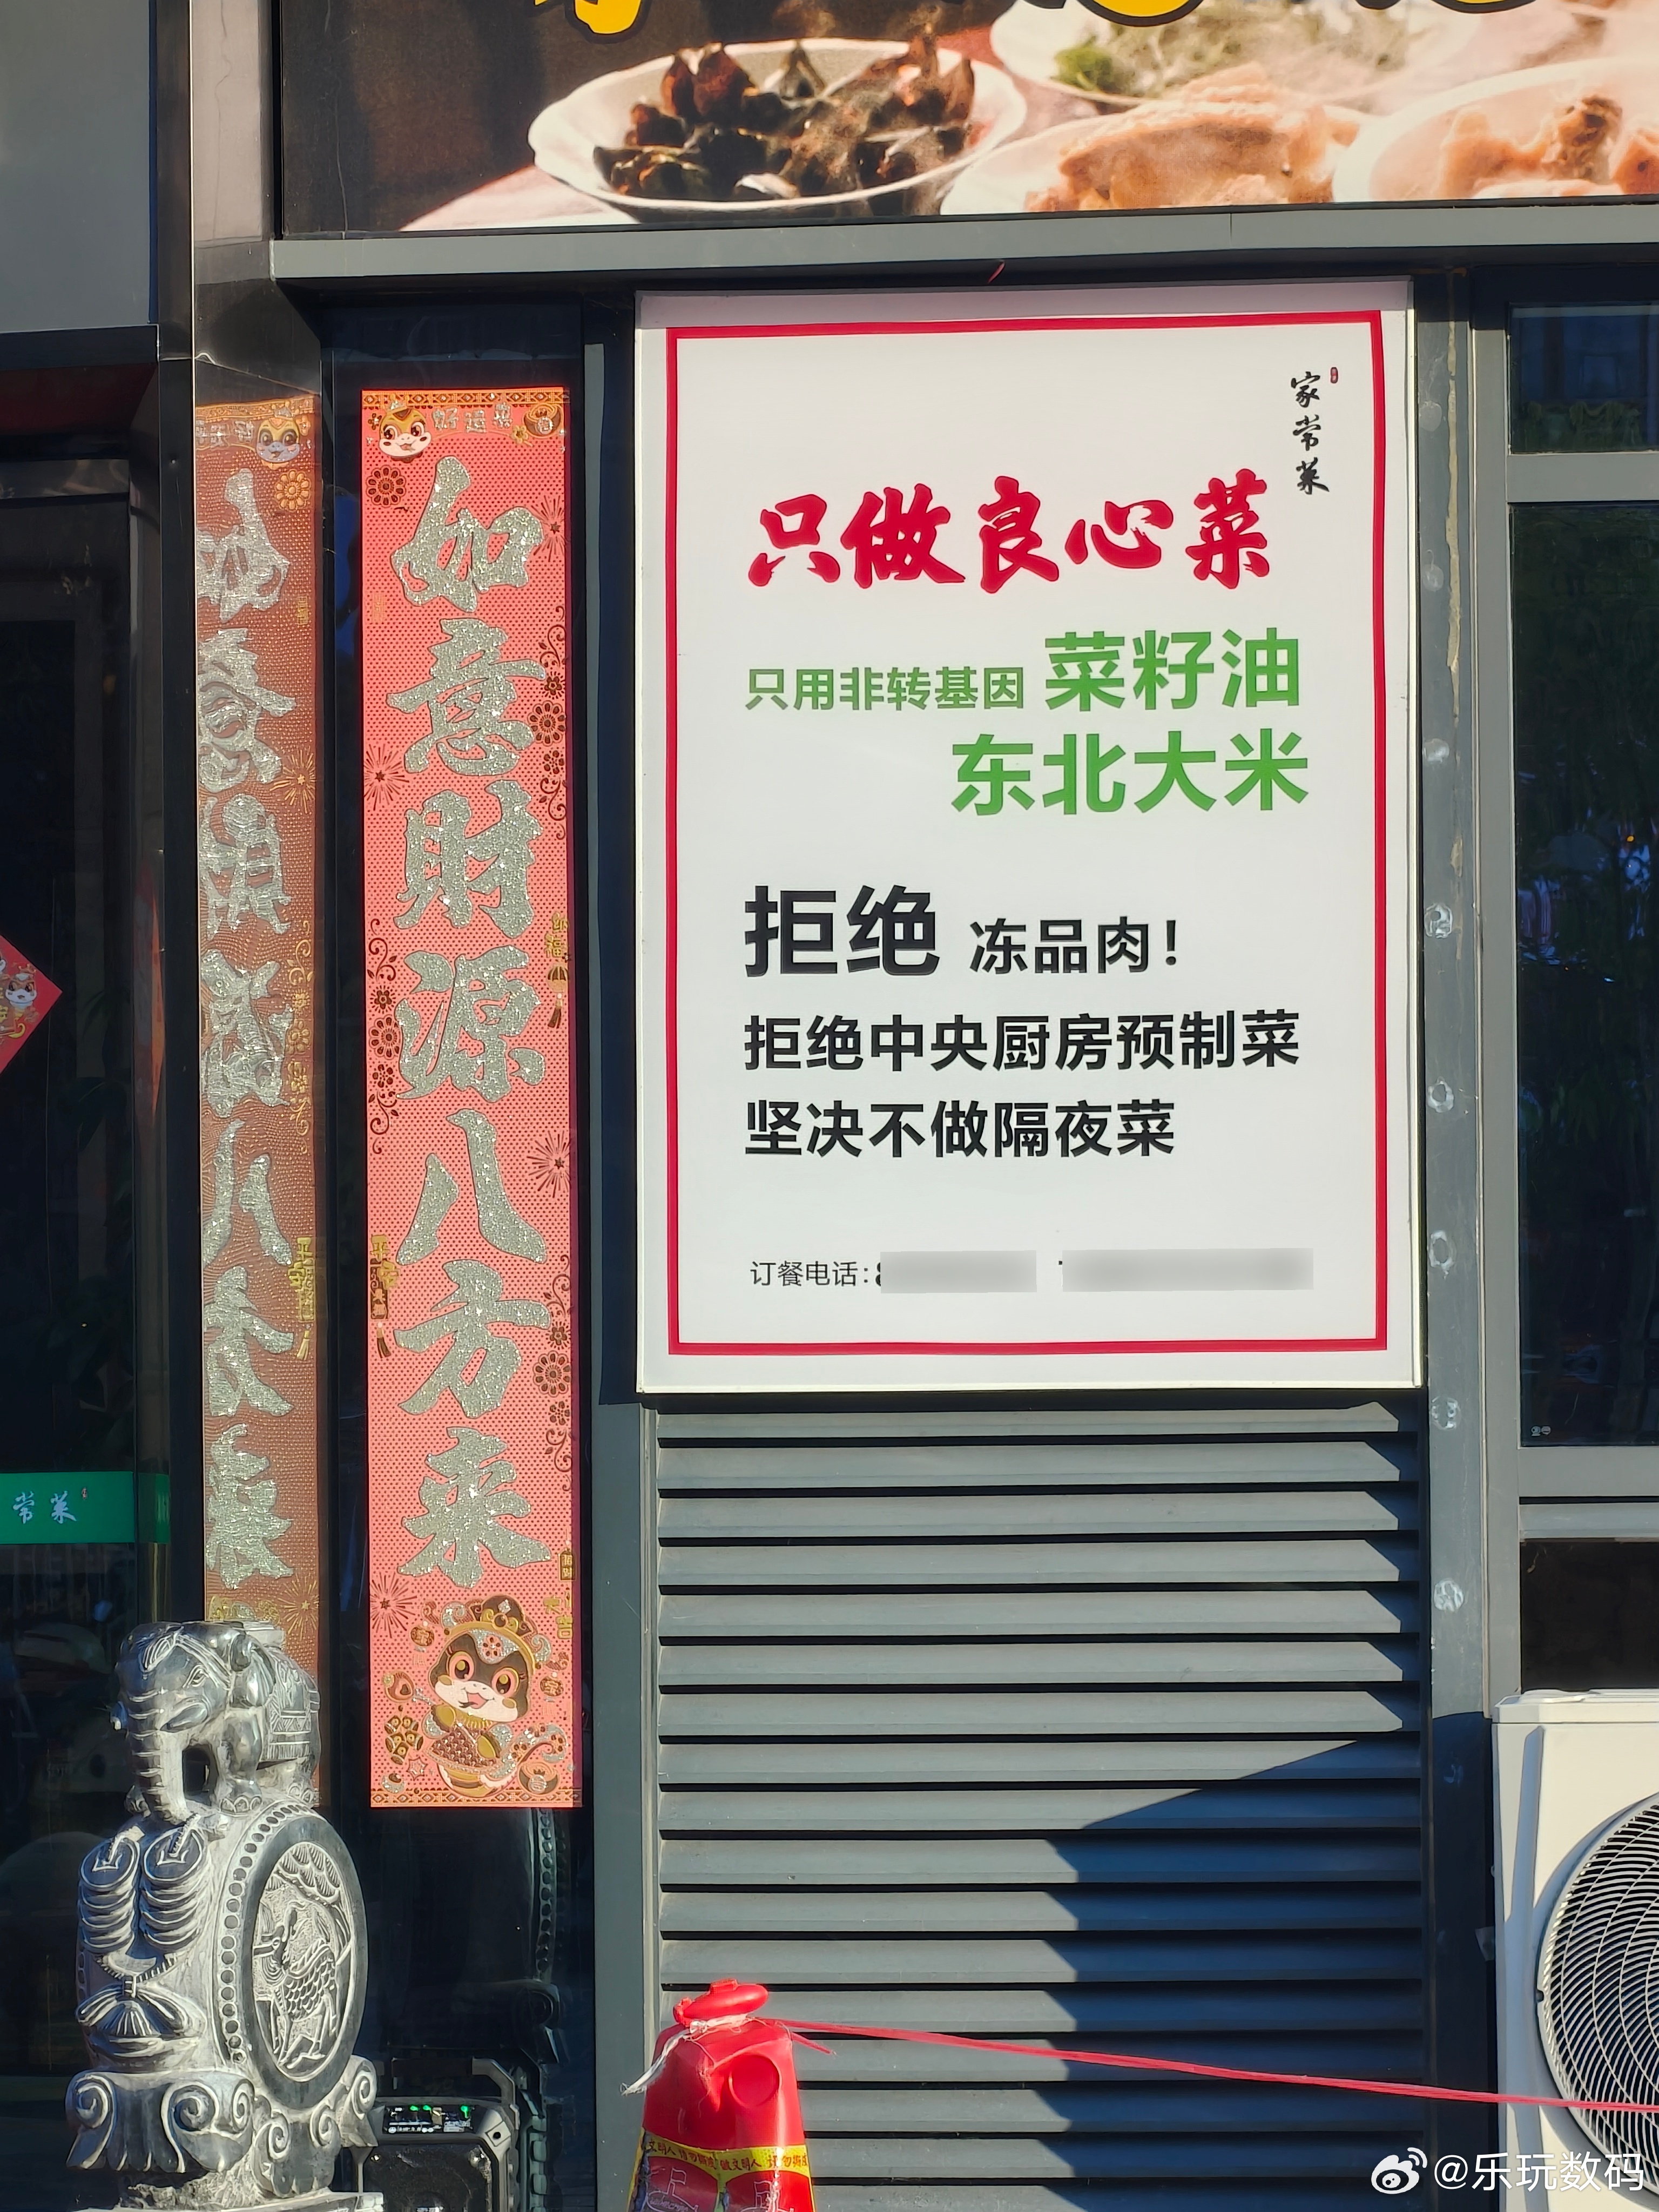 好运来
如意财源八方来
家常菜
只做良心菜
只用非转基因 菜籽油
东北大米
拒绝 冻品肉！
拒绝中央厨房预制菜
坚决不做隔夜菜
订餐电话：
常菜
@乐玩数码